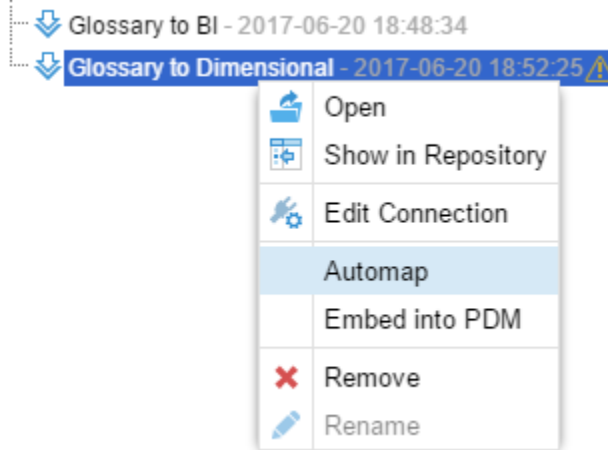 Glossary to BI - 2017-06-20 18:48:34
Glossary to Dimensional - 2017-06-20 18:52:25
Open
Show in Repository
Edit Connection
Automap
Embed into PDM
Remove
Rename